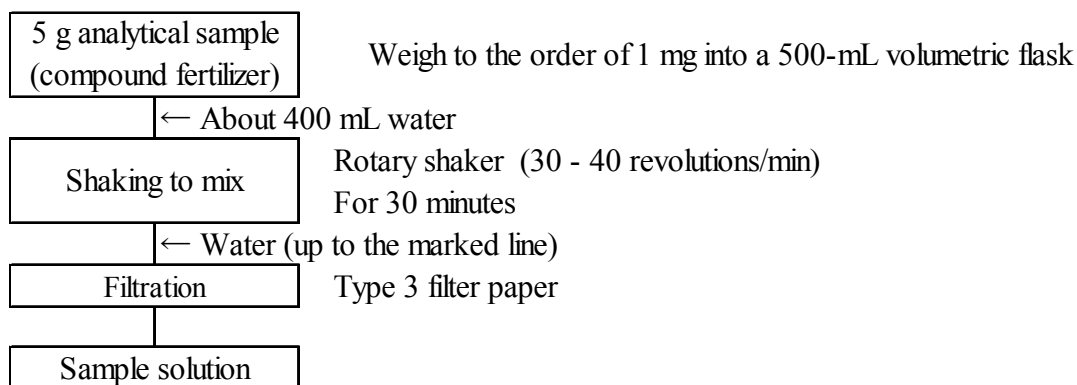 5 g analytical sample
(compound fertilizer)
Weigh to the order of 1 mg into a 500-mL volumetric flask
← About 400 mL water
Shaking to mix
Rotary shaker (30 - 40 revolutions/min)
For 30 minutes
← Water (up to the marked line)
Filtration
Type 3 filter paper
Sample solution